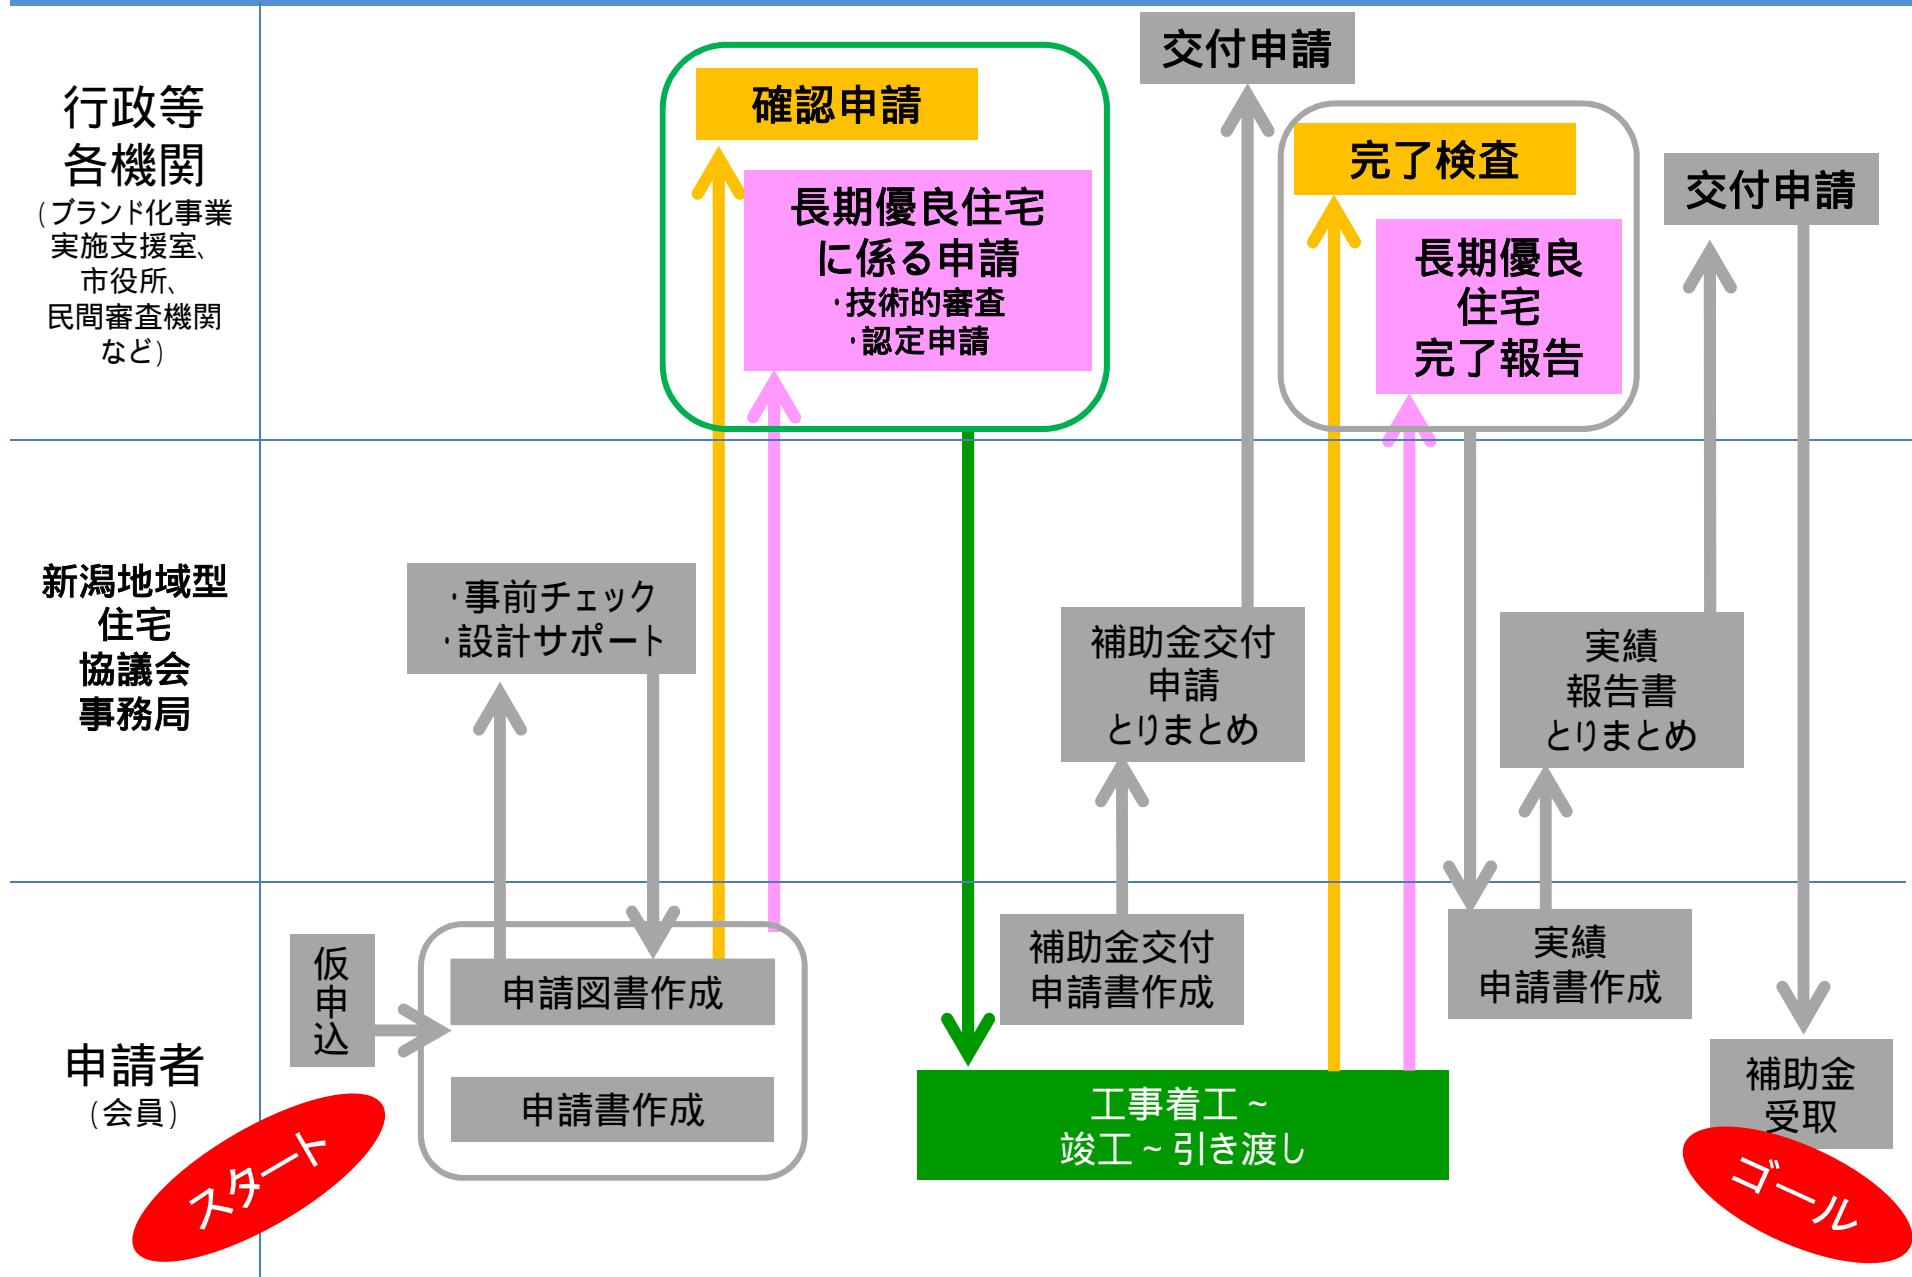 行政等
各機関
(ブランド化事業
実施支援室、
市役所、
民間審査機関
など)
確認申請
長期優良住宅
に係る申請
・技術的審査
・認定申請
交付申請
完了検査
長期優良
住宅
完了報告
交付申請
新潟地域型
住宅
協議会
事務局
・事前チェック
・設計サポート
補助金交付
申請
とりまとめ
実績
報告書
とりまとめ
申請者
(会員)
スタート
仮
申
込
申請図書作成
申請書作成
補助金交付
申請書作成
工事着工~
竣工~引き渡し
実績
申請書作成
補助金
受取
ゴール